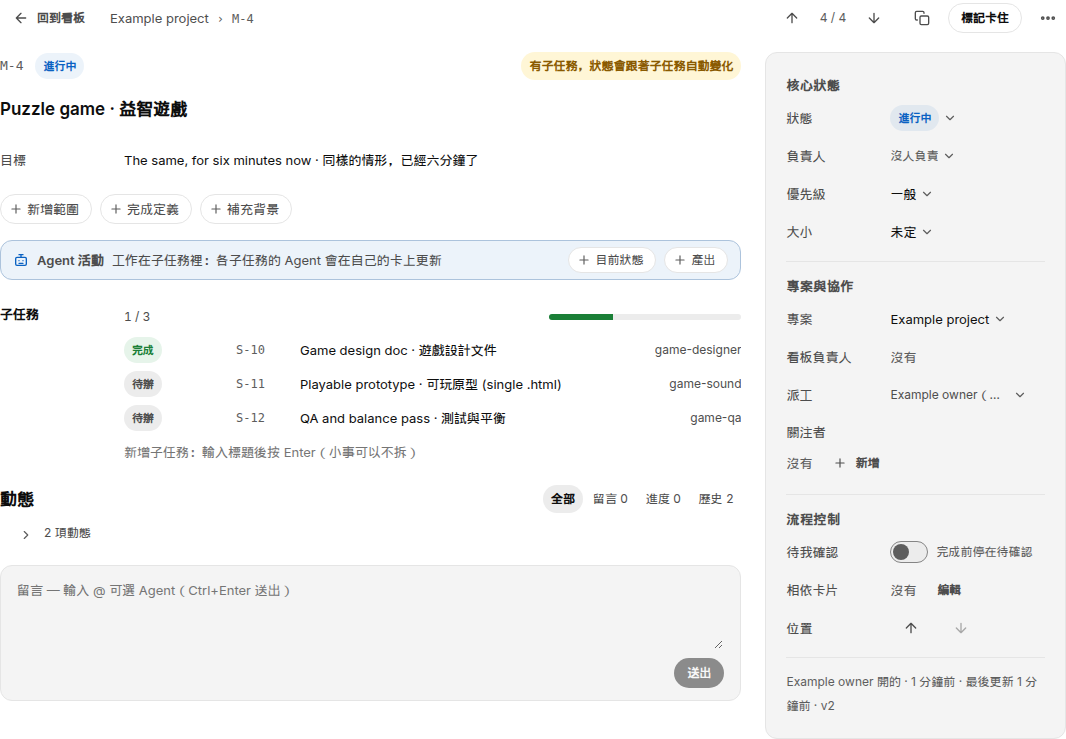 回到看板 Example project › M-4 4 / 4 標記卡住
M-4 進行中 有子任務，狀態會跟著子任務自動變化
Puzzle game · 益智遊戲
目標 The same, for six minutes now · 同樣的情形，已經六分鐘了
+ 新增範圍 + 完成定義 + 補充背景
Agent 活動 工作在子任務裡：各子任務的 Agent 會在自己的卡上更新 + 目前狀態 + 產出
子任務 1 / 3
完成 S-10 Game design doc · 遊戲設計文件 game-designer
待辦 S-11 Playable prototype · 可玩原型 (single .html) game-sound
待辦 S-12 QA and balance pass · 測試與平衡 game-qa
新增子任務：輸入標題後按 Enter（小事可以不拆）
動態 全部 留言 0 進度 0 歷史 2
2 項動態
留言 — 輸入 @ 可選 Agent（Ctrl+Enter 送出）
送出
核心狀態
狀態 進行中
負責人 沒人負責
優先級 一般
大小 未定
專案與協作
專案 Example project
看板負責人 沒有
派工 Example owner（...
關注者
沒有 + 新增
流程控制
待我確認 完成前停在待確認
相依卡片 沒有 編輯
位置
Example owner 開的 · 1 分鐘前 · 最後更新 1 分
鐘前 · v2